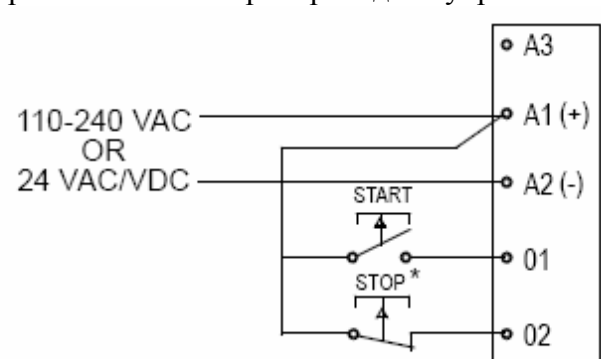 A3
110-240 VAC
A1 (+)
OR
24 VAC/VDC
A2 (-)
START
01
STOP *
02